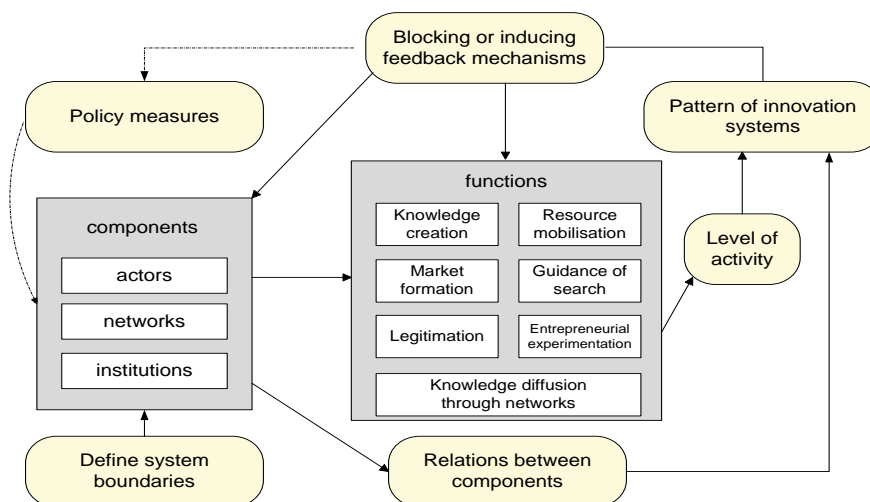 Blocking or inducing
feedback mechanisms
Policy measures
Pattern of innovation
systems
functions
Knowledge
creation
Resource
mobilisation
components
Level of
activity
actors
Market
formation
Guidance of
search
networks
Legitimation
Entrepreneurial
experimentation
institutions
Knowledge diffusion
through networks
Define system
boundaries
Relations between
components